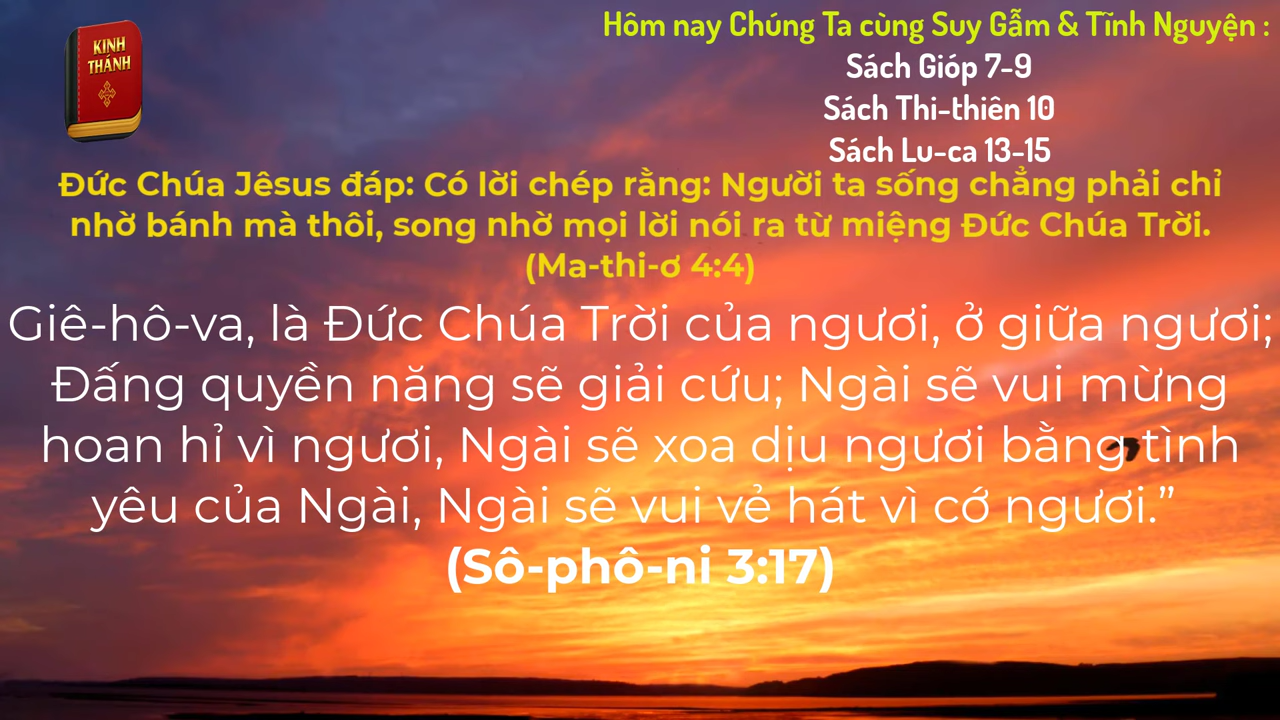 KINH
THÁNH
Hôm nay Chúng Ta cùng Suy Gẫm & Tĩnh Nguyện :
Sách Gióp 7-9
Sách Thi-thiên 10
Sách Lu-ca 13-15
Đức Chúa Jêsus đáp: Có lời chép rằng: Người ta sống chẳng phải chỉ
nhờ bánh mà thôi, song nhờ mọi lời nói ra từ miệng Đức Chúa Trời.
(Ma-thi-ơ 4:4)
Giê-hô-va, là Đức Chúa Trời của ngươi, ở giữa ngươi;
Đấng quyền năng sẽ giải cứu; Ngài sẽ vui mừng
hoan hỉ vì ngươi, Ngài sẽ xoa dịu ngươi bằng tình
yêu của Ngài, Ngài sẽ vui vẻ hát vì cớ ngươi.”
(Sô-phô-ni 3:17)